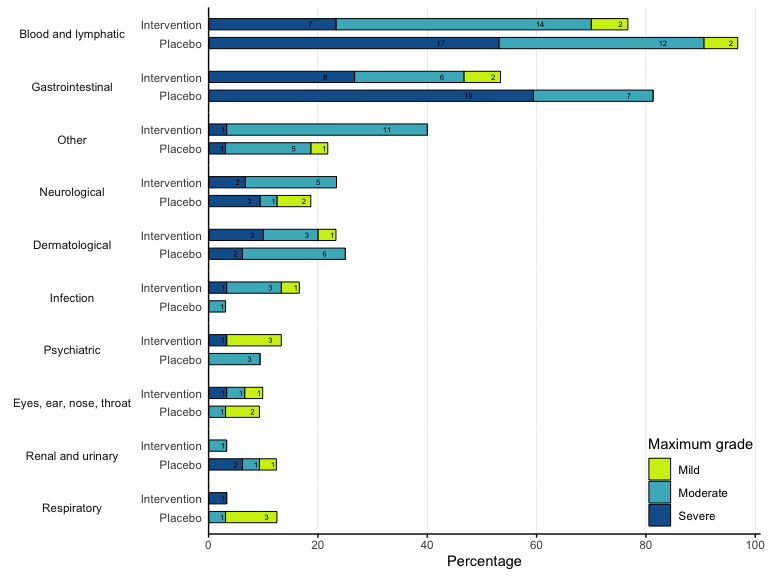 Blood and lymphatic
Intervention 7 14 2
Placebo 17 12 2
Gastrointestinal
Intervention 8 6 2
Placebo 19 7
Other
Intervention 1 11
Placebo 1 5 1
Neurological
Intervention 2 5
Placebo 3 1 2
Dermatological
Intervention 3 3 1
Placebo 2 6
Infection
Intervention 1 3 1
Placebo 1
Psychiatric
Intervention 1 3
Placebo 3
Eyes, ear, nose, throat
Intervention 1 1 1
Placebo 1 2
Renal and urinary
Intervention 1
Placebo 2 1 1
Respiratory
Intervention 1
Placebo 1 3
Maximum grade
Mild
Moderate
Severe
0 20 40 60 80 100
Percentage